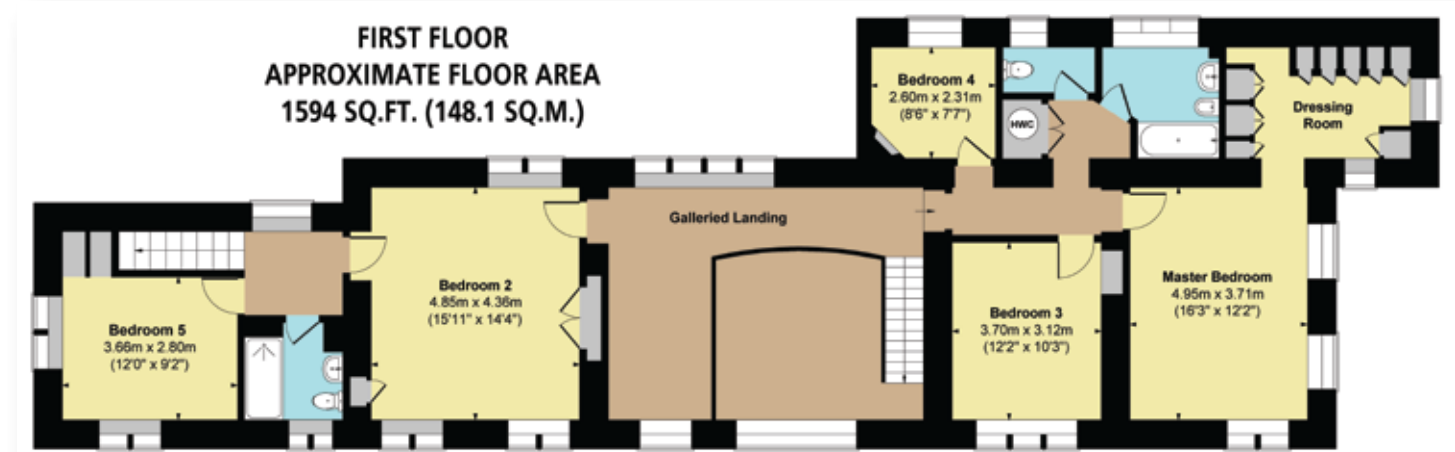 FIRST FLOOR
APPROXIMATE FLOOR AREA
1594 SQ.FT. (148.1 SQ.M.)
Bedroom 4
2.60m x 2.31m
(8'6" x 7'7")
HWC
Dressing
Room
Galleried Landing
Bedroom 2
4.85m x 4.36m
(15'11" x 14'4")
Master Bedroom
4.95m x 3.71m
(16'3" x 12'2")
Bedroom 3
3.70m x 3.12m
(12'2" x 10'3")
Bedroom 5
3.66m x 2.80m
(12'0" x 9'2")